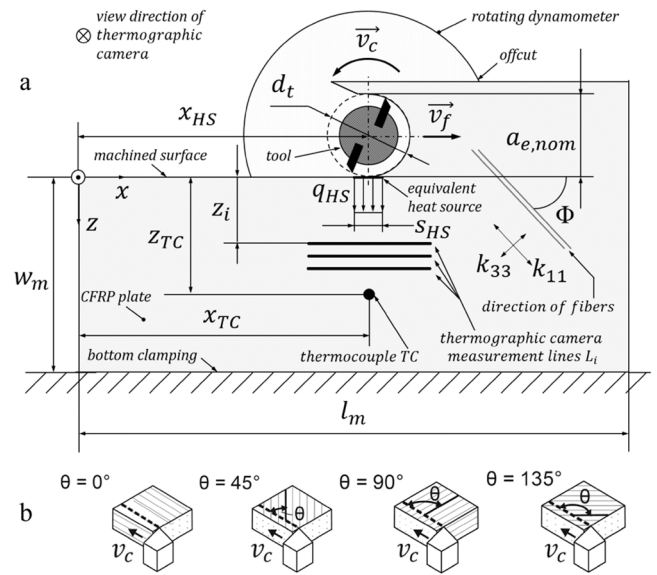 view direction of
thermographic
camera
rotating dynamometer
offcut
a
v_c
d_t
x_HS
v_f
a_e,nom
tool
machined surface
x
z
q_HS
equivalent
heat source
z_i
s_HS
Φ
z_TC
k_33
k_11
w_m
CFRP plate
direction of fibers
x_TC
thermocouple TC
thermographic camera
measurement lines L_i
bottom clamping
l_m
θ = 0°
θ = 45°
θ = 90°
θ = 135°
b
θ
θ
θ
v_c
v_c
v_c
v_c